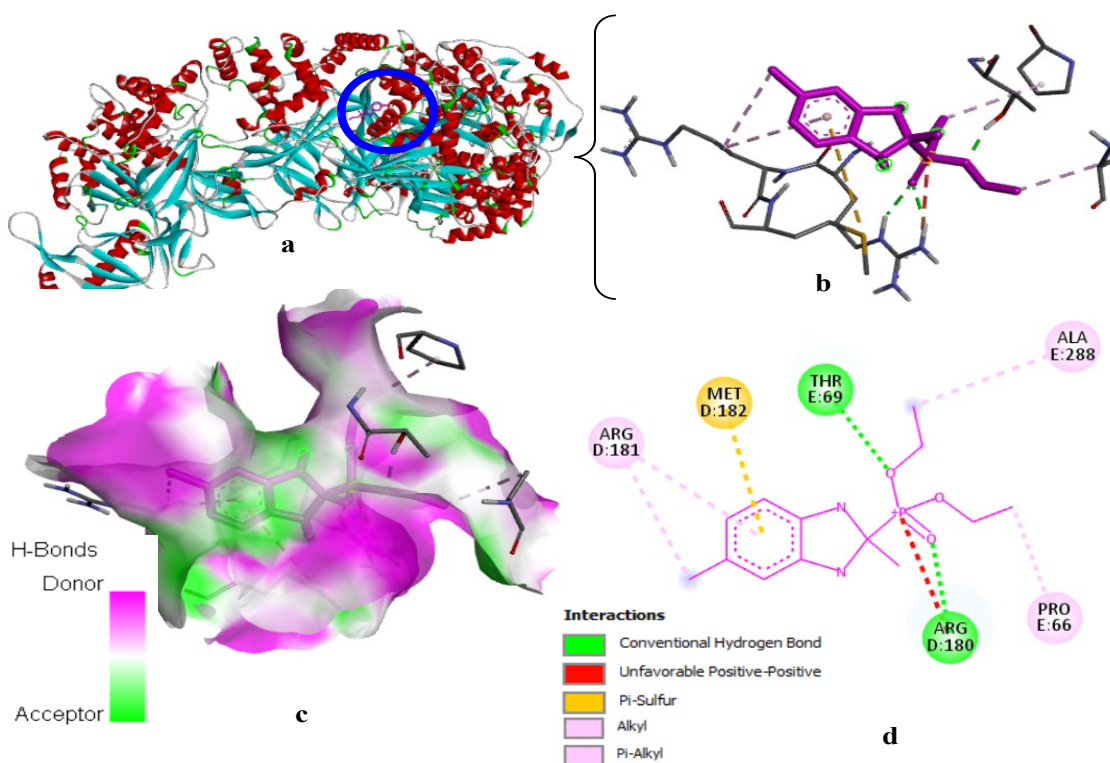 a
b
H-Bonds
Donor
Acceptor
c
ALA
E:288
THR
E:69
MET
D:182
ARG
D:181
O
+P
O
O
N
N
PRO
E:66
ARG
D:180
Interactions
Conventional Hydrogen Bond
Unfavorable Positive-Positive
Pi-Sulfur
Alkyl
Pi-Alkyl
d